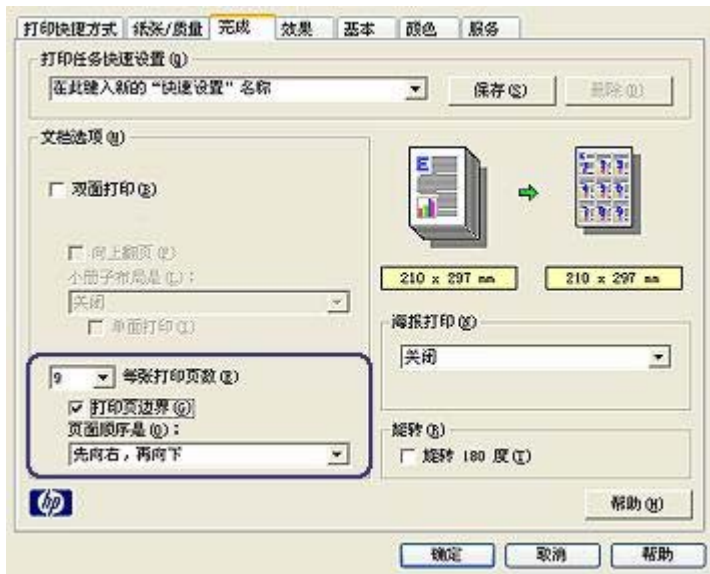 打印快捷方式 纸张/质量 完成 效果 基本 颜色 服务
打印任务快速设置(Q)
在此键入新的"快速设置"名称
保存(S) 删除(D)
文档选项(N)
双面打印(B)
向上翻页(P)
小册子布局是(L):
关闭
单面打印(I)
9 每张打印页数(E)
打印页边界(G)
页面顺序是(O):
先向右,再向下
E
210 x 297 mm 210 x 297 mm
海报打印(X)
关闭
旋转(R)
旋转 180 度(T)
hp
帮助(H)
确定 取消 帮助